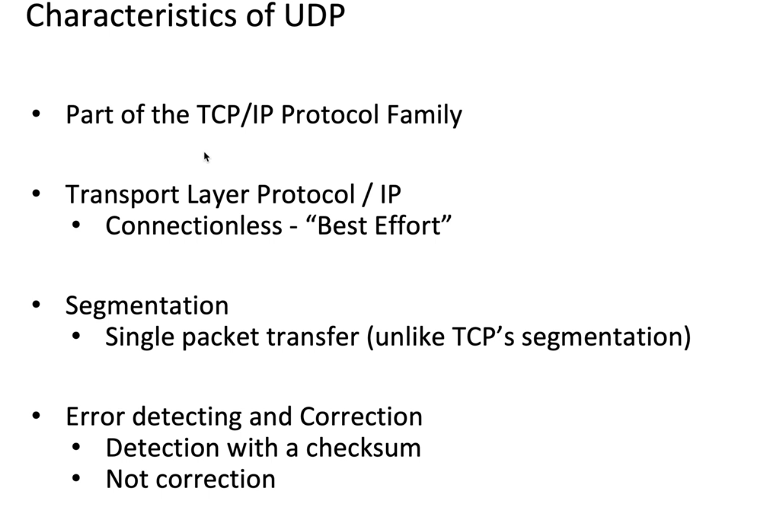 Characteristics of UDP
• Part of the TCP/IP Protocol Family
• Transport Layer Protocol / IP
• Connectionless - “Best Effort”
• Segmentation
• Single packet transfer (unlike TCP’s segmentation)
• Error detecting and Correction
• Detection with a checksum
• Not correction